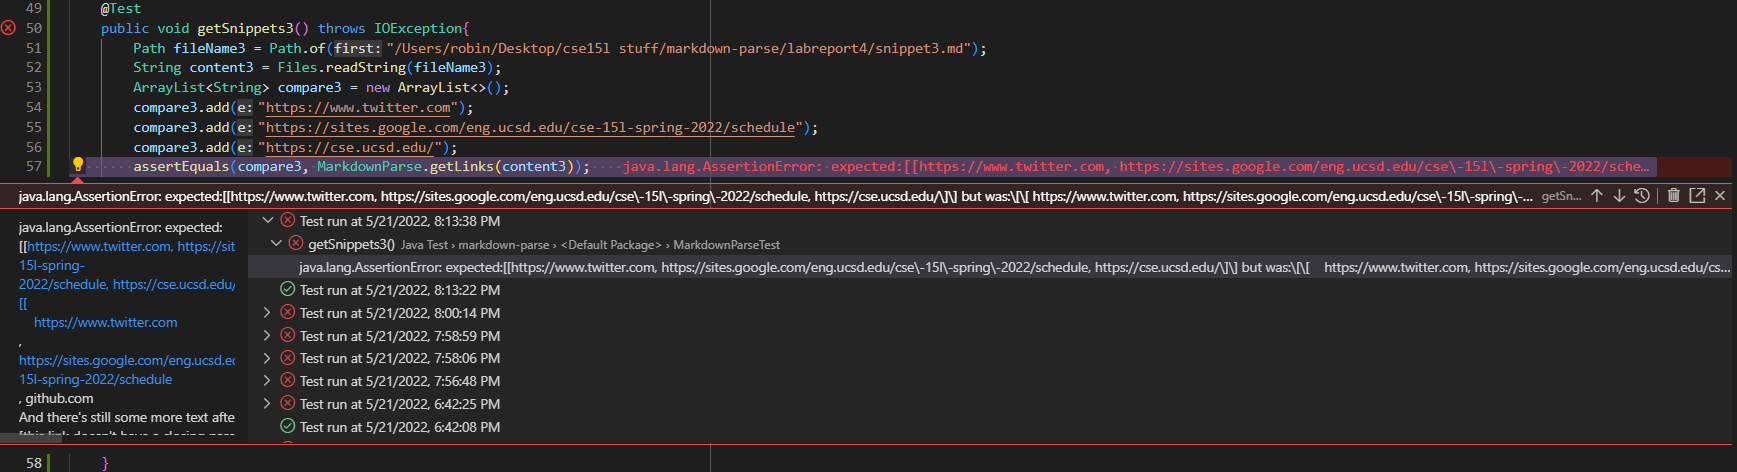 49 @Test
50 public void getSnippets3() throws IOException{
51 Path fileName3 = Path.of(first: "/Users/robin/Desktop/cse15l stuff/markdown-parse/labreport4/snippet3.md");
52 String content3 = Files.readString(fileName3);
53 ArrayList<String> compare3 = new ArrayList<>();
54 compare3.add(e: "https://www.twitter.com");
55 compare3.add(e: "https://sites.google.com/eng.ucsd.edu/cse-15l-spring-2022/schedule");
56 compare3.add(e: "https://cse.ucsd.edu/");
57 assertEquals(compare3, MarkdownParse.getLinks(content3)); java.lang.AssertionError: expected:[[https://www.twitter.com, https://sites.google.com/eng.ucsd.edu/cse\-15l\-spring\-2022/sche…
java.lang.AssertionError: expected:[[https://www.twitter.com, https://sites.google.com/eng.ucsd.edu/cse\-15l\-spring\-2022/schedule, https://cse.ucsd.edu/\]\] but was:\[\[ https://www.twitter.com, https://sites.google.com/eng.ucsd.edu/cse\-15l\-spring\-... getSn...
java.lang.AssertionError: expected:
[[https://www.twitter.com, https://sit
15l-spring-
2022/schedule, https://cse.ucsd.edu/
[[
https://www.twitter.com
,
https://sites.google.com/eng.ucsd.ed
15l-spring-2022/schedule
, github.com
And there's still some more text afte
Test run at 5/21/2022, 8:13:38 PM
getSnippets3() Java Test › markdown-parse › <Default Package> › MarkdownParseTest
java.lang.AssertionError: expected:[[https://www.twitter.com, https://sites.google.com/eng.ucsd.edu/cse\-15l\-spring\-2022/schedule, https://cse.ucsd.edu/\]\] but was:\[\[ https://www.twitter.com, https://sites.google.com/eng.ucsd.edu/cs...
Test run at 5/21/2022, 8:13:22 PM
Test run at 5/21/2022, 8:00:14 PM
Test run at 5/21/2022, 7:58:59 PM
Test run at 5/21/2022, 7:58:06 PM
Test run at 5/21/2022, 7:56:48 PM
Test run at 5/21/2022, 6:42:25 PM
Test run at 5/21/2022, 6:42:08 PM
58 }